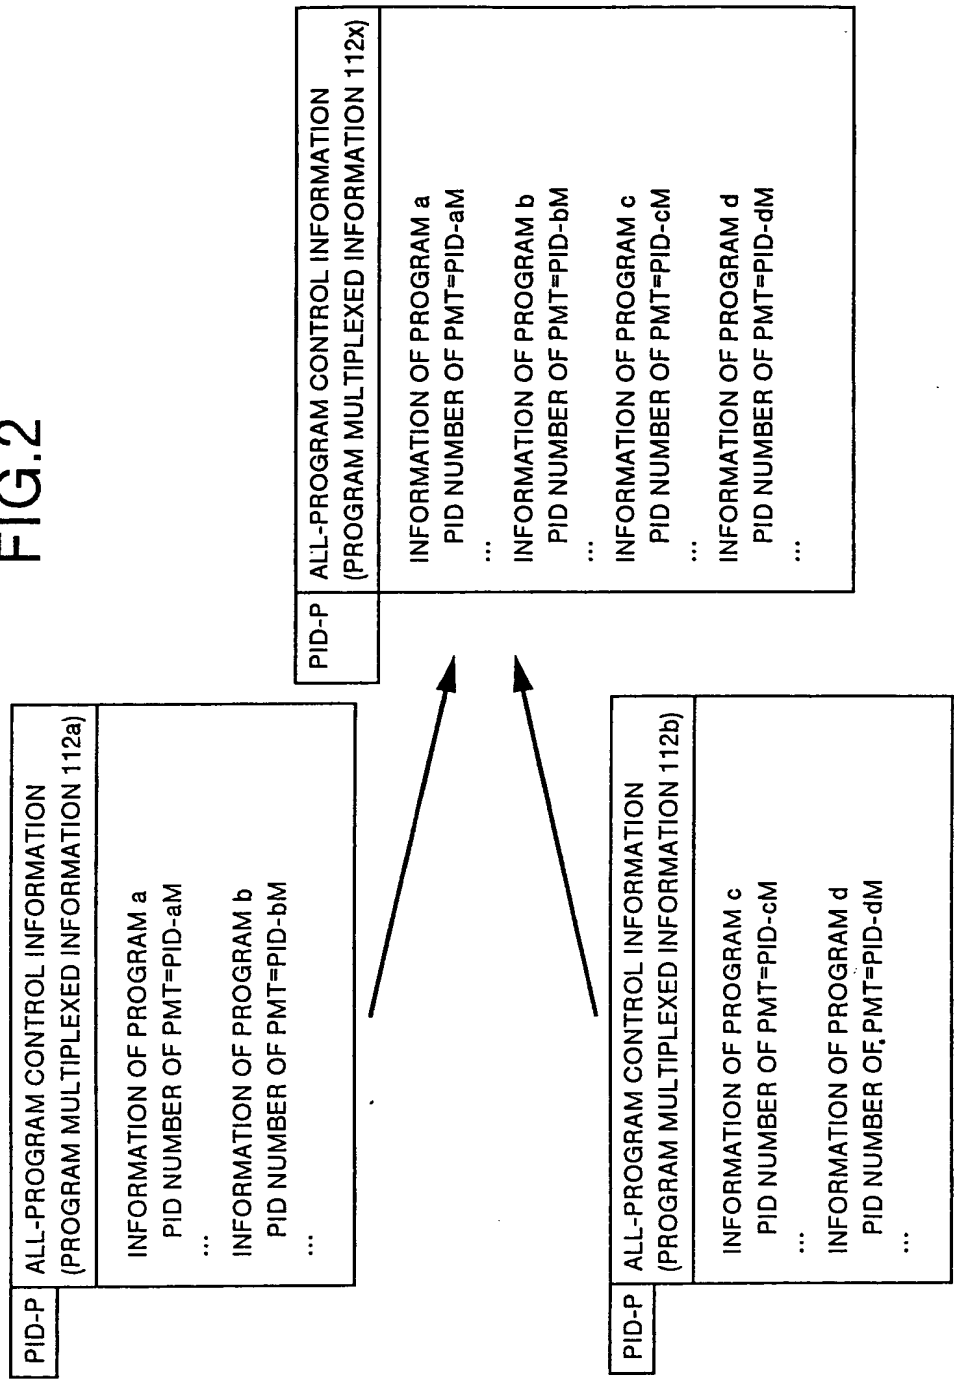 FIG.2
PID-P
ALL-PROGRAM CONTROL INFORMATION
(PROGRAM MULTIPLEXED INFORMATION 112a)
INFORMATION OF PROGRAM a
PID NUMBER OF PMT=PID-aM
...
INFORMATION OF PROGRAM b
PID NUMBER OF PMT=PID-bM
...
PID-P
ALL-PROGRAM CONTROL INFORMATION
(PROGRAM MULTIPLEXED INFORMATION 112b)
INFORMATION OF PROGRAM c
PID NUMBER OF PMT=PID-cM
...
INFORMATION OF PROGRAM d
PID NUMBER OF PMT=PID-dM
...
PID-P
ALL-PROGRAM CONTROL INFORMATION
(PROGRAM MULTIPLEXED INFORMATION 112x)
INFORMATION OF PROGRAM a
PID NUMBER OF PMT=PID-aM
...
INFORMATION OF PROGRAM b
PID NUMBER OF PMT=PID-bM
...
INFORMATION OF PROGRAM c
PID NUMBER OF PMT=PID-cM
...
INFORMATION OF PROGRAM d
PID NUMBER OF PMT=PID-dM
...